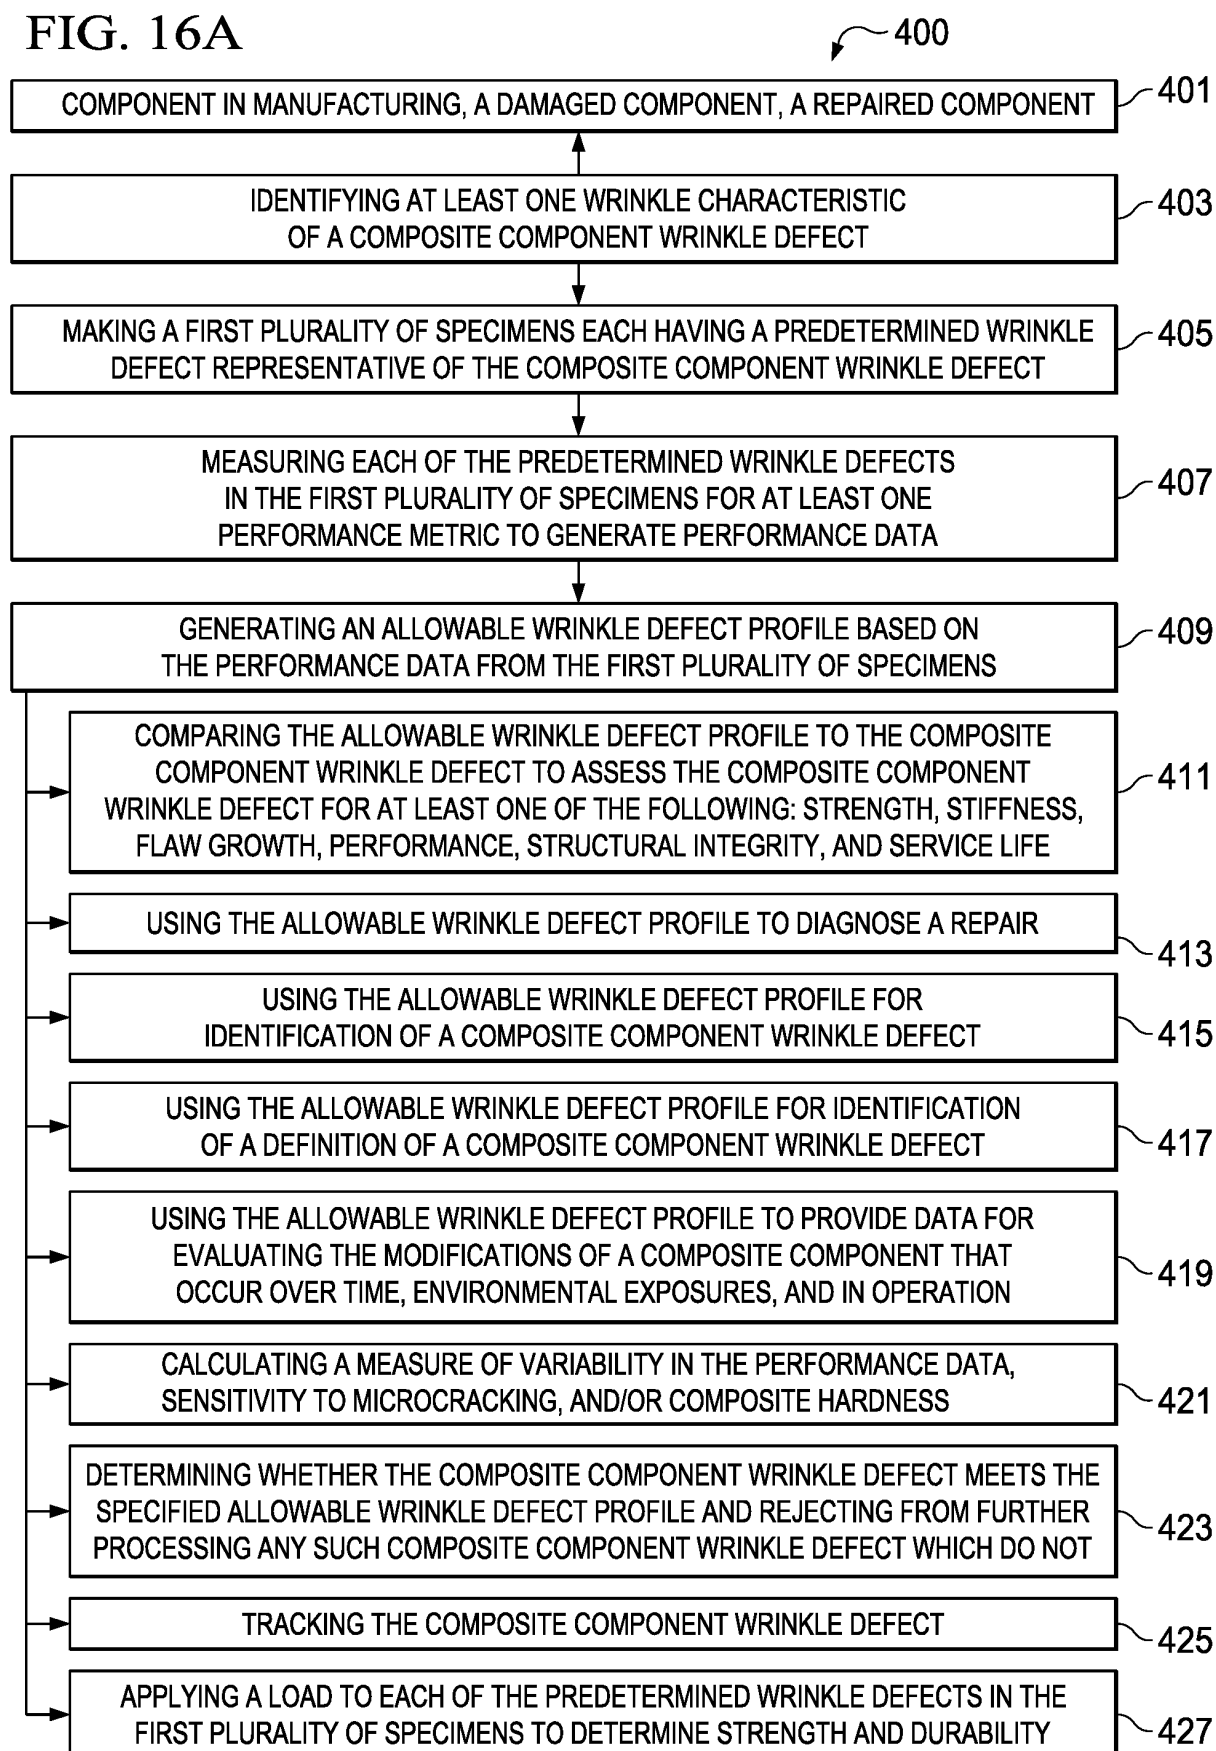 FIG. 16A
400
COMPONENT IN MANUFACTURING, A DAMAGED COMPONENT, A REPAIRED COMPONENT
401
IDENTIFYING AT LEAST ONE WRINKLE CHARACTERISTIC
OF A COMPOSITE COMPONENT WRINKLE DEFECT
403
MAKING A FIRST PLURALITY OF SPECIMENS EACH HAVING A PREDETERMINED WRINKLE
DEFECT REPRESENTATIVE OF THE COMPOSITE COMPONENT WRINKLE DEFECT
405
MEASURING EACH OF THE PREDETERMINED WRINKLE DEFECTS
IN THE FIRST PLURALITY OF SPECIMENS FOR AT LEAST ONE
PERFORMANCE METRIC TO GENERATE PERFORMANCE DATA
407
GENERATING AN ALLOWABLE WRINKLE DEFECT PROFILE BASED ON
THE PERFORMANCE DATA FROM THE FIRST PLURALITY OF SPECIMENS
409
COMPARING THE ALLOWABLE WRINKLE DEFECT PROFILE TO THE COMPOSITE
COMPONENT WRINKLE DEFECT TO ASSESS THE COMPOSITE COMPONENT
WRINKLE DEFECT FOR AT LEAST ONE OF THE FOLLOWING: STRENGTH, STIFFNESS,
FLAW GROWTH, PERFORMANCE, STRUCTURAL INTEGRITY, AND SERVICE LIFE
411
USING THE ALLOWABLE WRINKLE DEFECT PROFILE TO DIAGNOSE A REPAIR
413
USING THE ALLOWABLE WRINKLE DEFECT PROFILE FOR
IDENTIFICATION OF A COMPOSITE COMPONENT WRINKLE DEFECT
415
USING THE ALLOWABLE WRINKLE DEFECT PROFILE FOR IDENTIFICATION
OF A DEFINITION OF A COMPOSITE COMPONENT WRINKLE DEFECT
417
USING THE ALLOWABLE WRINKLE DEFECT PROFILE TO PROVIDE DATA FOR
EVALUATING THE MODIFICATIONS OF A COMPOSITE COMPONENT THAT
OCCUR OVER TIME, ENVIRONMENTAL EXPOSURES, AND IN OPERATION
419
CALCULATING A MEASURE OF VARIABILITY IN THE PERFORMANCE DATA,
SENSITIVITY TO MICROCRACKING, AND/OR COMPOSITE HARDNESS
421
DETERMINING WHETHER THE COMPOSITE COMPONENT WRINKLE DEFECT MEETS THE
SPECIFIED ALLOWABLE WRINKLE DEFECT PROFILE AND REJECTING FROM FURTHER
PROCESSING ANY SUCH COMPOSITE COMPONENT WRINKLE DEFECT WHICH DO NOT
423
TRACKING THE COMPOSITE COMPONENT WRINKLE DEFECT
425
APPLYING A LOAD TO EACH OF THE PREDETERMINED WRINKLE DEFECTS IN THE
FIRST PLURALITY OF SPECIMENS TO DETERMINE STRENGTH AND DURABILITY
427